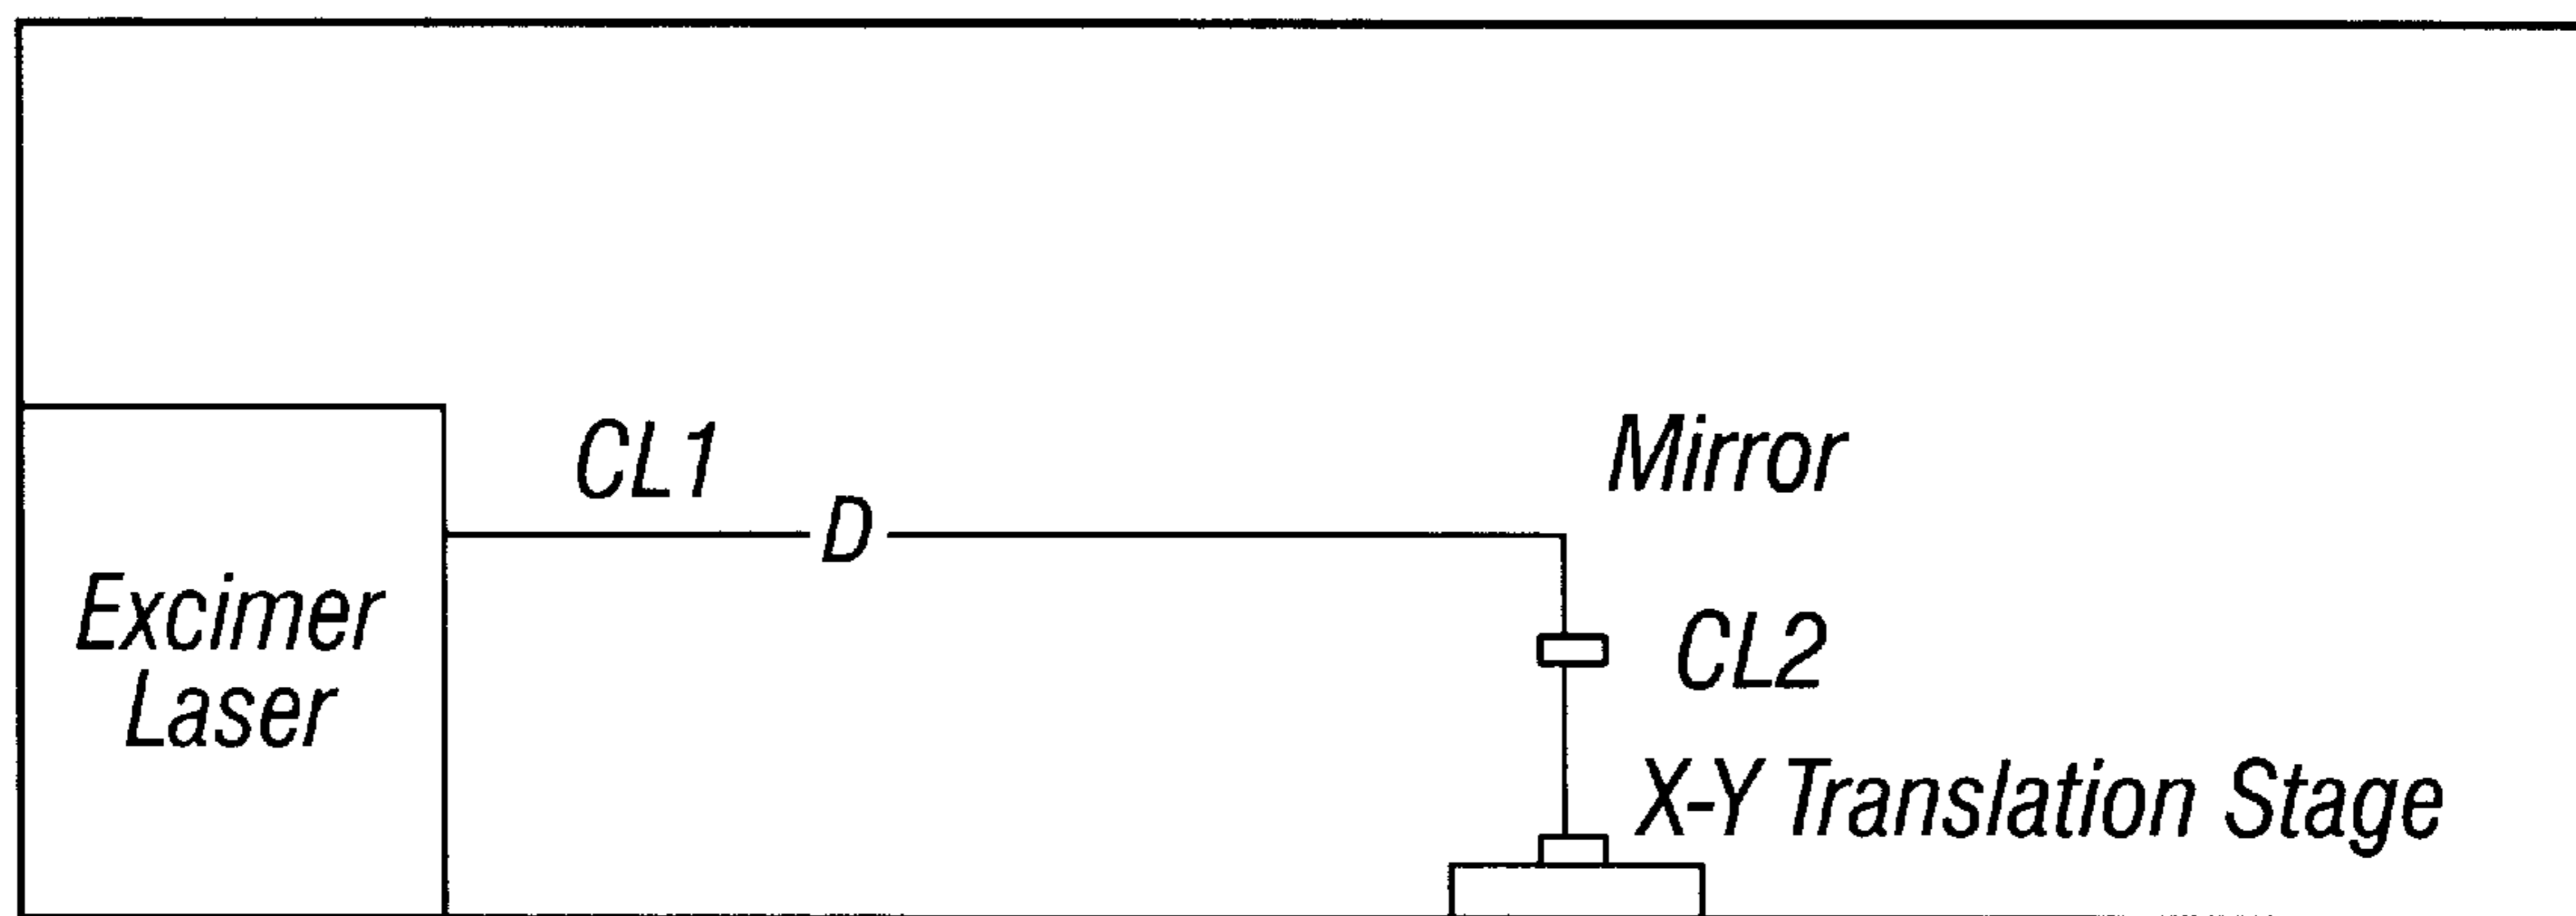 CL1
Mirror
D
Excimer
Laser
CL2
X-Y Translation Stage